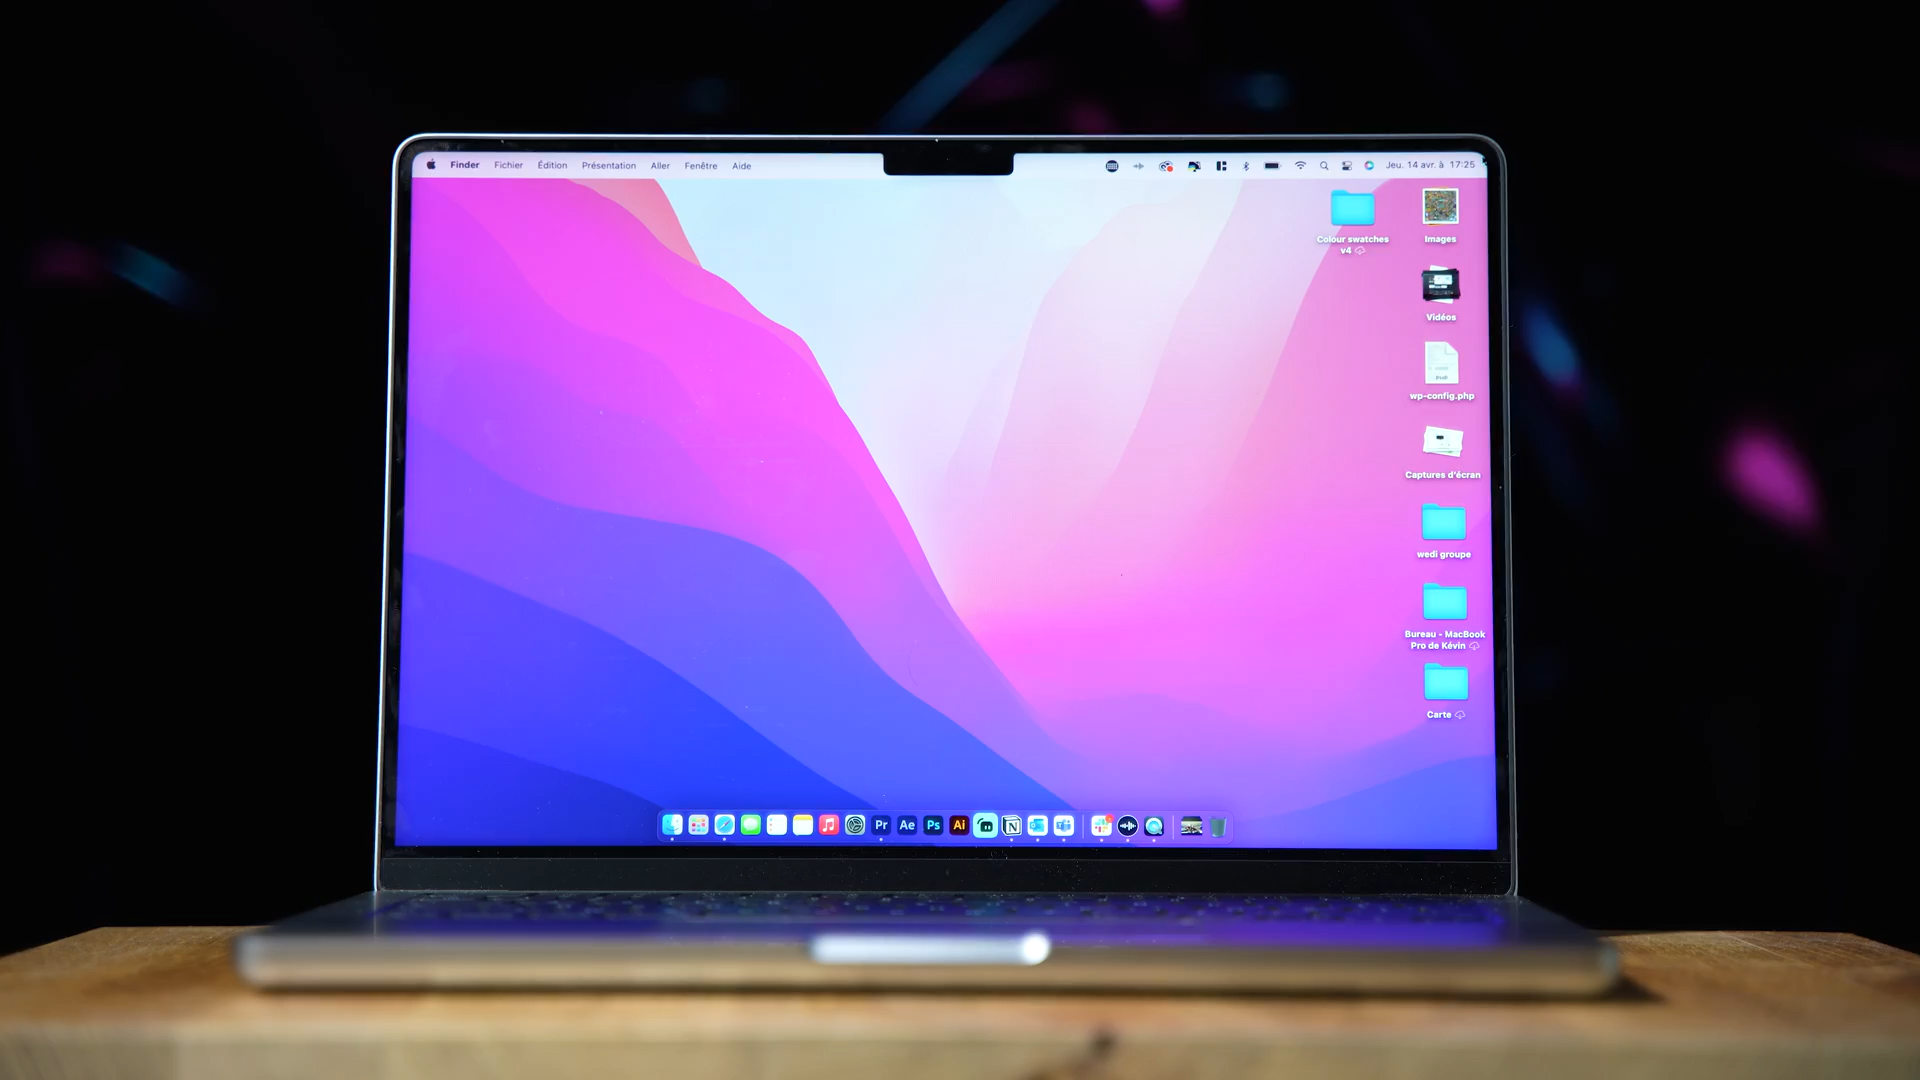 Finder Fichier Édition Présentation Aller Fenêtre Aide
Jeu. 14 avr. à 17:25
Colour swatches
v4
Images
Vidéos
wp-config.php
Captures d'écran
wedi groupe
Bureau - MacBook
Pro de Kévin
Carte
Pr Ae Ps Ai